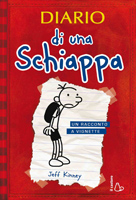 DIARIO
di una
Schiappa
UN RACCONTO
A VIGNETTE
Jeff Kinney